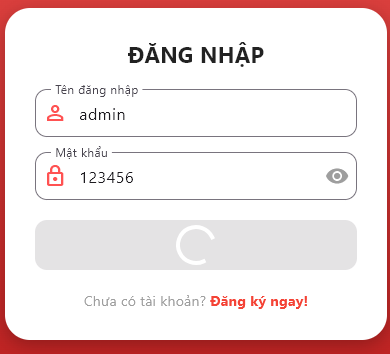 ĐĂNG NHẬP
Tên đăng nhập
admin
Mật khẩu
123456
Chưa có tài khoản? Đăng ký ngay!